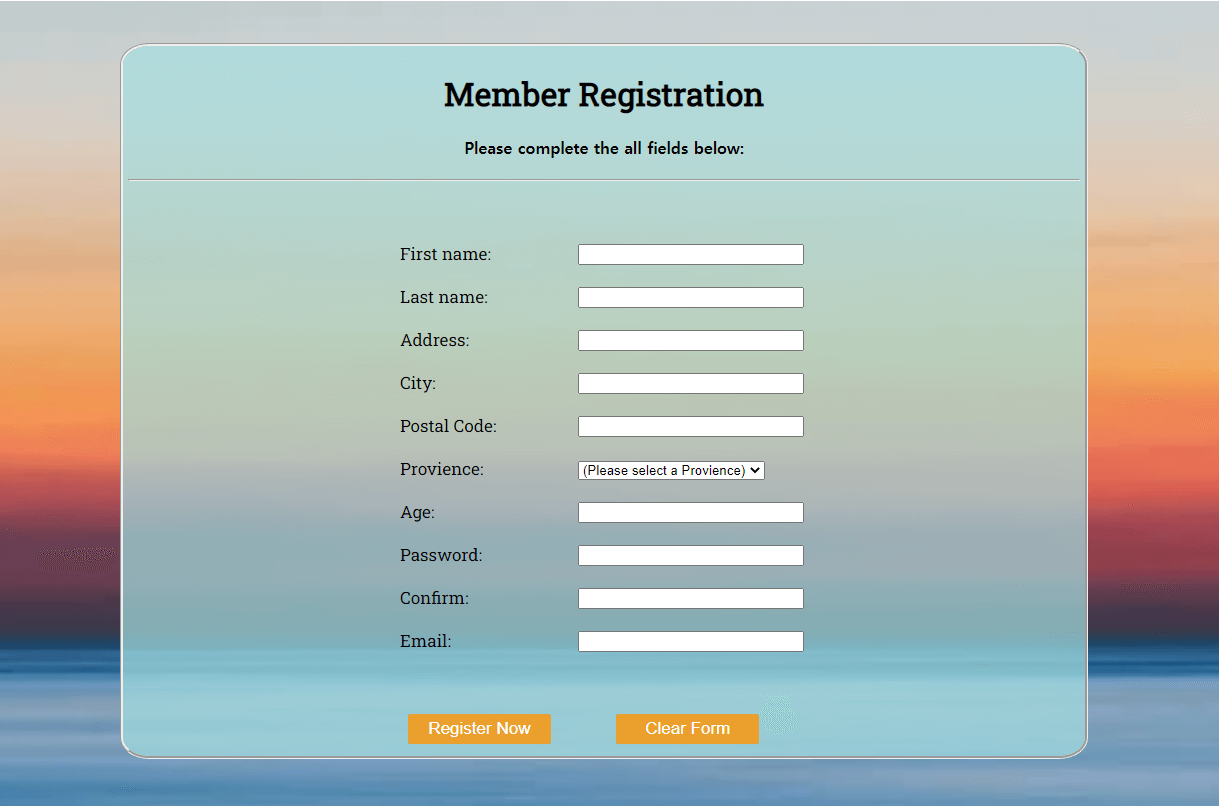 Member Registration
Please complete the all fields below:
First name:
Last name:
Address:
City:
Postal Code:
Provience:
(Please select a Provience)
Age:
Password:
Confirm:
Email:
Register Now
Clear Form